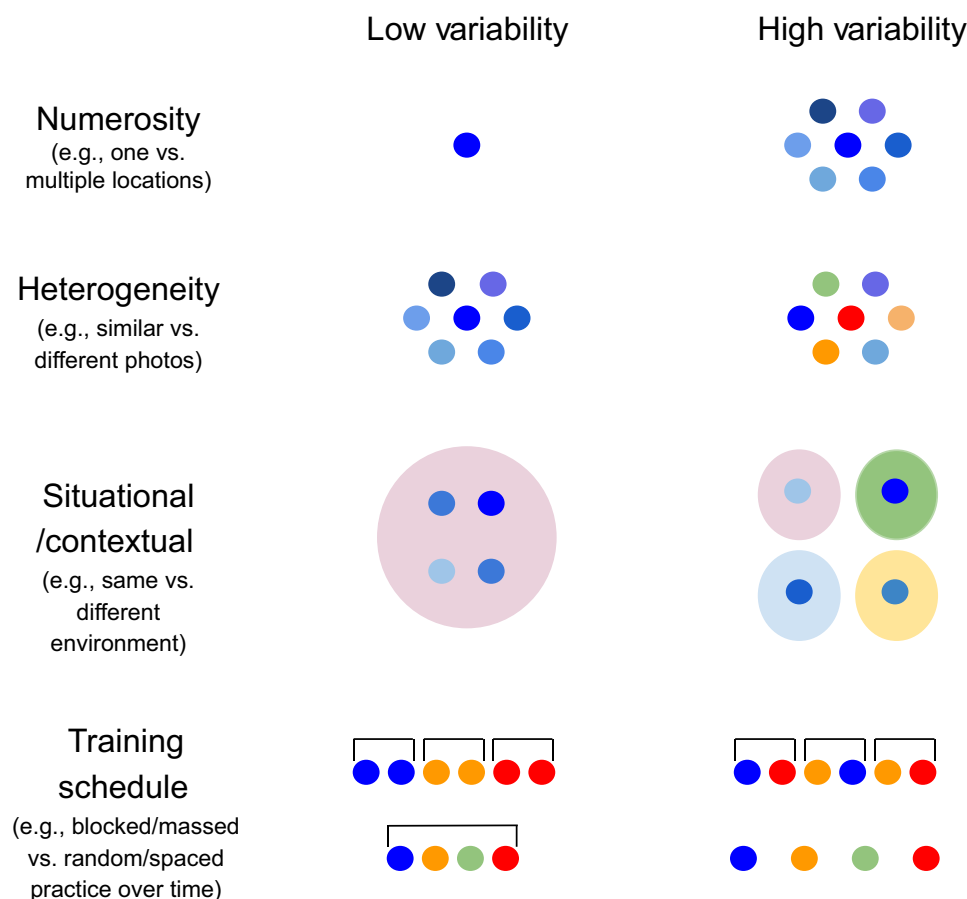 Low variability
High variability
Numerosity
(e.g., one vs.
multiple locations)
Heterogeneity
(e.g., similar vs.
different photos)
Situational
/contextual
(e.g., same vs.
different
environment)
Training
schedule
(e.g., blocked/massed
vs. random/spaced
practice over time)